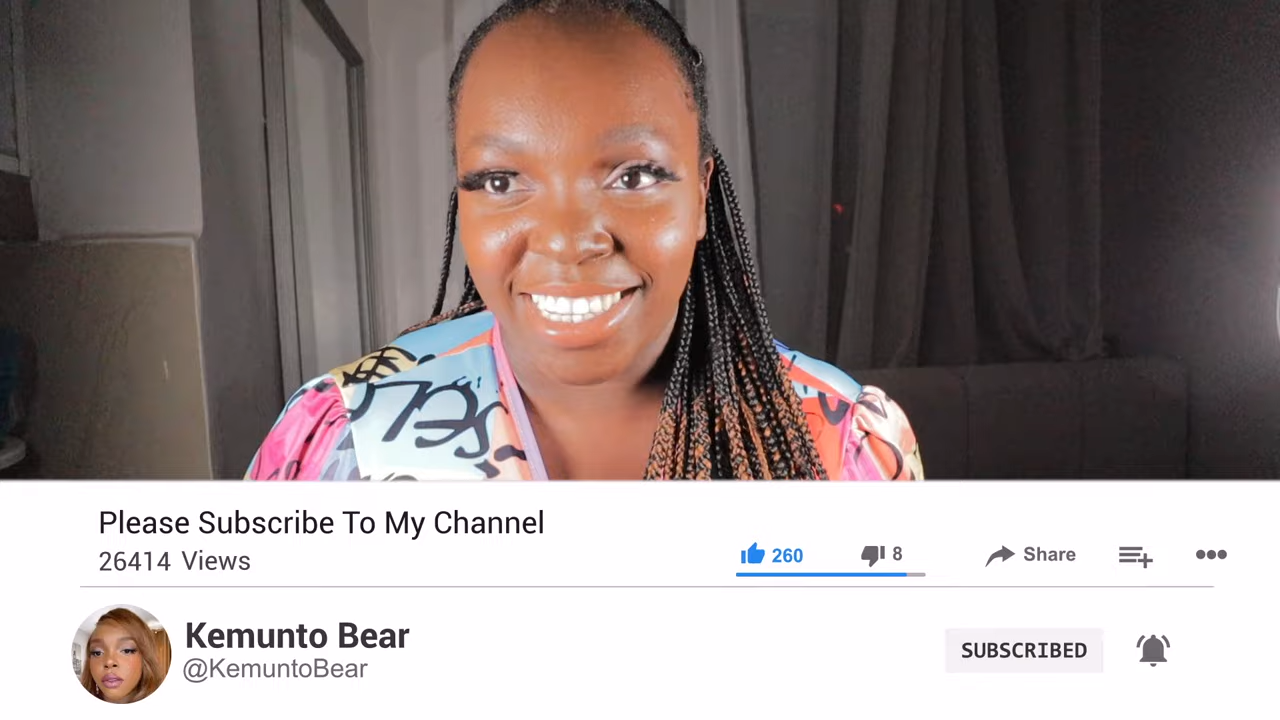 Please Subscribe To My Channel
26414 Views
260
8
Share
Kemunto Bear
@KemuntoBear
SUBSCRIBED